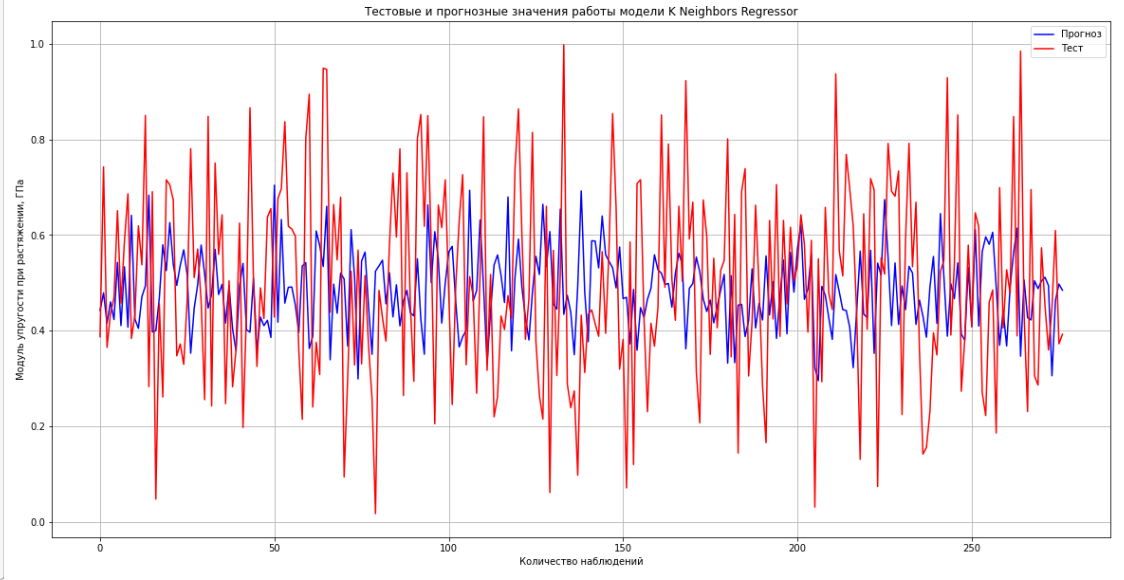 Тестовые и прогнозные значения работы модели K Neighbors Regressor
Прогноз
Тест
Модуль упругости при растяжении, ГПа
1.0
0.8
0.6
0.4
0.2
0.0
0
50
100
150
200
250
Количество наблюдений